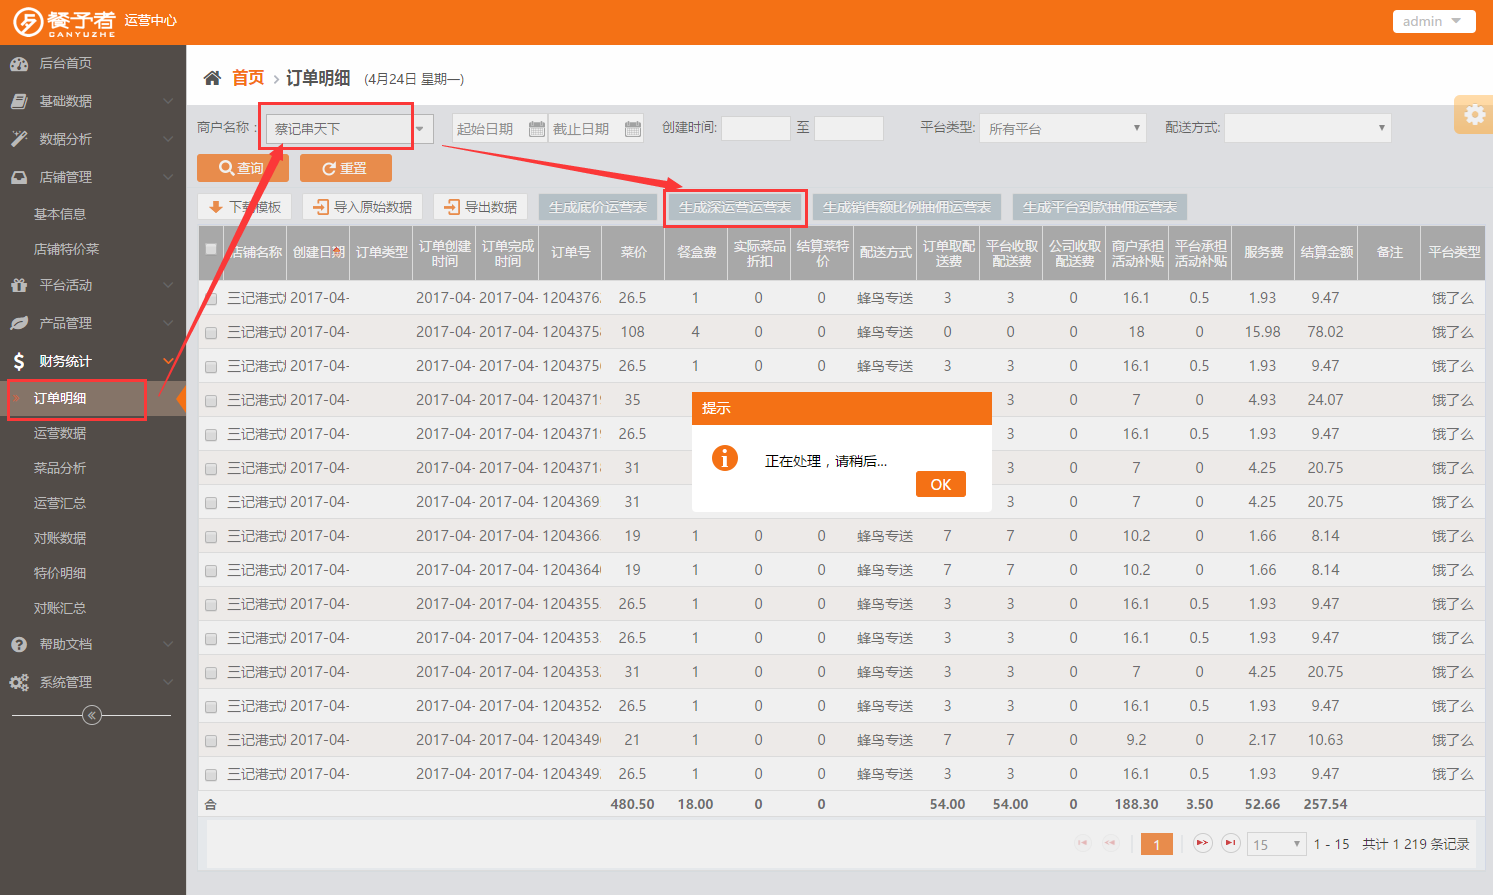 餐予者 运营中心
CANYUZHE
admin
后台首页
基础数据
数据分析
店铺管理
基本信息
店铺特价菜
平台活动
产品管理
财务统计
订单明细
运营数据
菜品分析
运营汇总
对账数据
特价明细
对账汇总
帮助文档
系统管理
首页 > 订单明细 (4月24日 星期一)
商户名称: 蔡记串天下 起始日期 截止日期 创建时间: 至 平台类型: 所有平台 配送方式:
查询 重置
下载模板 导入原始数据 导出数据 生成底价运营表 生成深运营运营表 生成销售额比例抽佣运营表 生成平台到款抽佣运营表
店铺名称 创建日期 订单类型 订单创建时间 订单完成时间 订单号 菜价 餐盒费 实际菜品折扣 结算菜特价 配送方式 订单取配送费 平台收取配送费 公司收取配送费 商户承担活动补贴 平台承担活动补贴 服务费 结算金额 备注 平台类型
三记港式 2017-04- 2017-04- 2017-04- 1204376 26.5 1 0 0 蜂鸟专送 3 3 0 16.1 0.5 1.93 9.47 饿了么
三记港式 2017-04- 2017-04- 2017-04- 1204375 108 4 0 0 蜂鸟专送 0 0 0 18 0 15.98 78.02 饿了么
三记港式 2017-04- 2017-04- 2017-04- 1204375 26.5 1 0 0 蜂鸟专送 3 3 0 16.1 0.5 1.93 9.47 饿了么
三记港式 2017-04- 2017-04- 2017-04- 1204371 35 3 0 7 0 4.93 24.07 饿了么
三记港式 2017-04- 2017-04- 2017-04- 1204371 26.5 3 0 16.1 0.5 1.93 9.47 饿了么
三记港式 2017-04- 2017-04- 2017-04- 1204371 31 3 0 7 0 4.25 20.75 饿了么
三记港式 2017-04- 2017-04- 2017-04- 1204369 31 3 0 7 0 4.25 20.75 饿了么
三记港式 2017-04- 2017-04- 2017-04- 1204366 19 1 0 0 蜂鸟专送 7 7 0 10.2 0 1.66 8.14 饿了么
三记港式 2017-04- 2017-04- 2017-04- 1204364 19 1 0 0 蜂鸟专送 7 7 0 10.2 0 1.66 8.14 饿了么
三记港式 2017-04- 2017-04- 2017-04- 1204355 26.5 1 0 0 蜂鸟专送 3 3 0 16.1 0.5 1.93 9.47 饿了么
三记港式 2017-04- 2017-04- 2017-04- 1204353 26.5 1 0 0 蜂鸟专送 3 3 0 16.1 0.5 1.93 9.47 饿了么
三记港式 2017-04- 2017-04- 2017-04- 1204353 31 1 0 0 蜂鸟专送 3 3 0 7 0 4.25 20.75 饿了么
三记港式 2017-04- 2017-04- 2017-04- 1204352 26.5 1 0 0 蜂鸟专送 3 3 0 16.1 0.5 1.93 9.47 饿了么
三记港式 2017-04- 2017-04- 2017-04- 1204349 21 1 0 0 蜂鸟专送 7 7 0 9.2 0 2.17 10.63 饿了么
三记港式 2017-04- 2017-04- 2017-04- 1204349 26.5 1 0 0 蜂鸟专送 3 3 0 16.1 0.5 1.93 9.47 饿了么
合 480.50 18.00 0 0 54.00 54.00 0 188.30 3.50 52.66 257.54
1 15 1 - 15 共计 1 219 条记录
提示
正在处理，请稍后...
OK